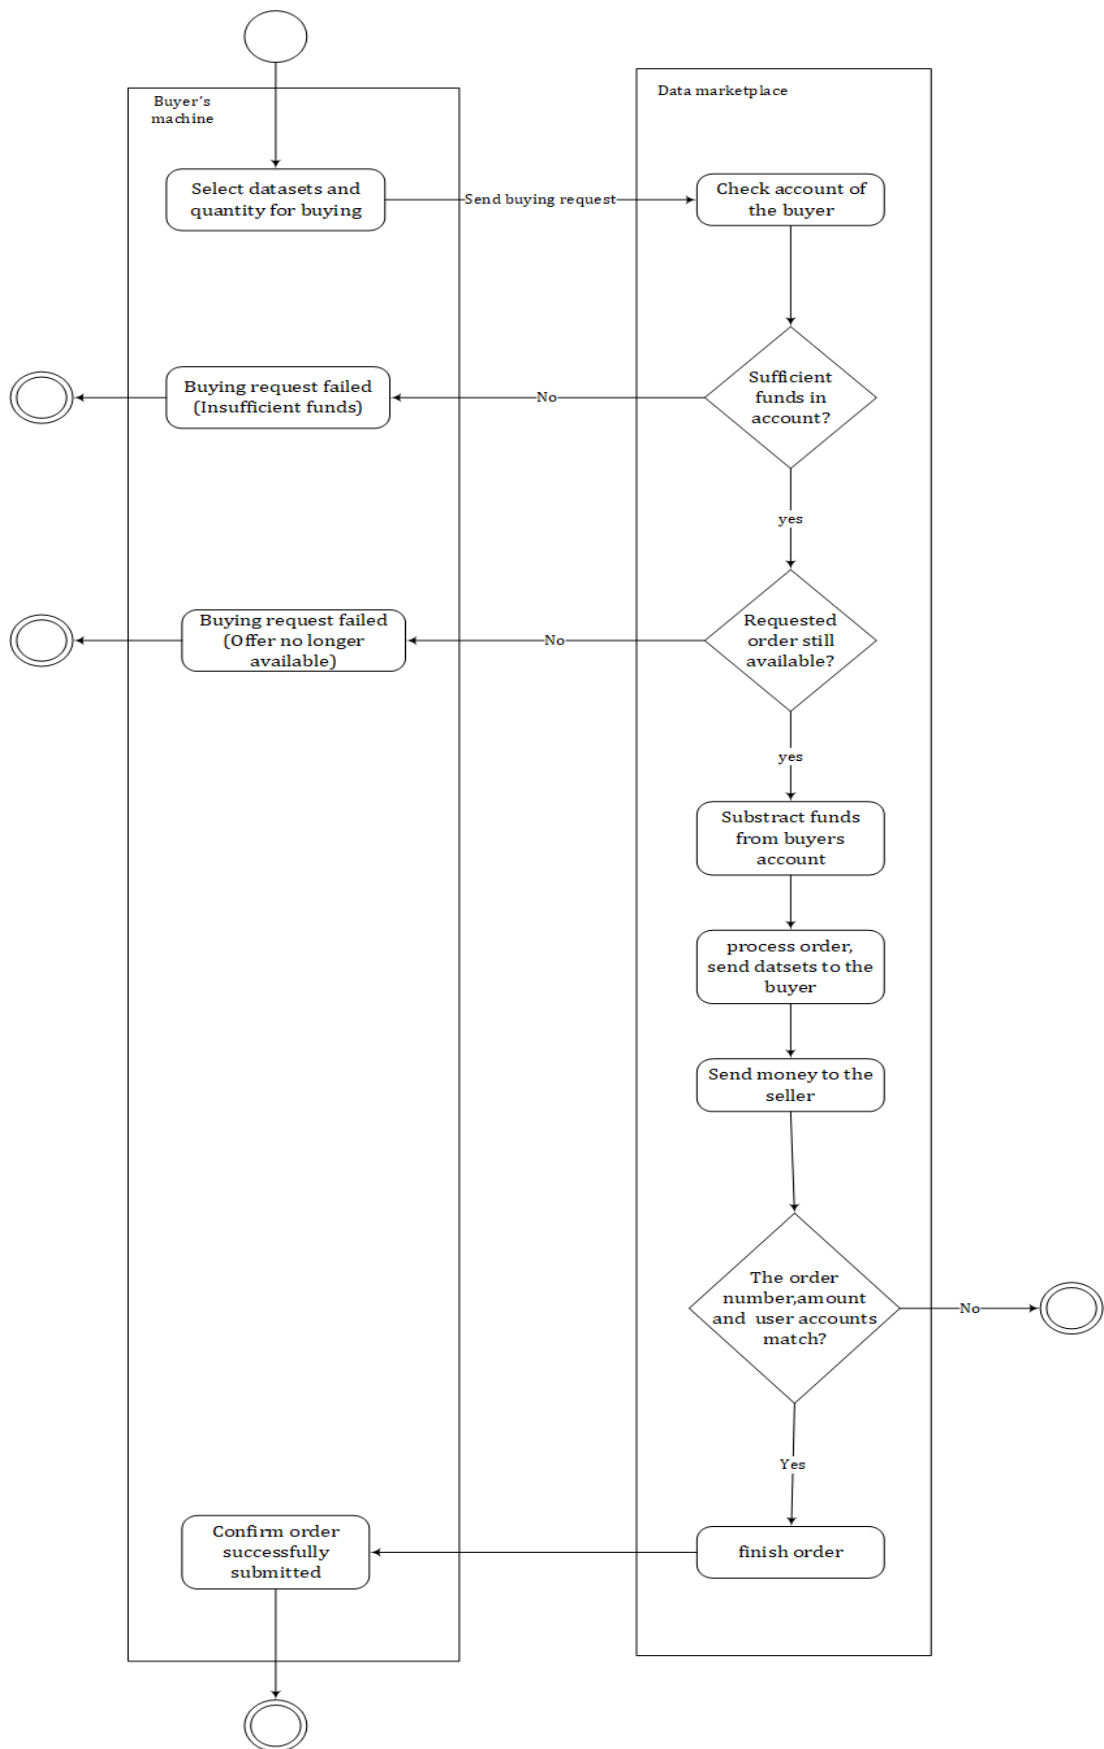 Buyer's
machine
Data marketplace
Select datasets and
quantity for buying
Send buying request
Check account of
the buyer
Sufficient
funds in
account?
No
Buying request failed
(Insufficient funds)
yes
Requested
order still
available?
No
Buying request failed
(Offer no longer
available)
yes
Substract funds
from buyers
account
process order,
send datsets to the
buyer
Send money to the
seller
The order
number,amount
and user accounts
match?
No
Yes
finish order
Confirm order
successfully
submitted